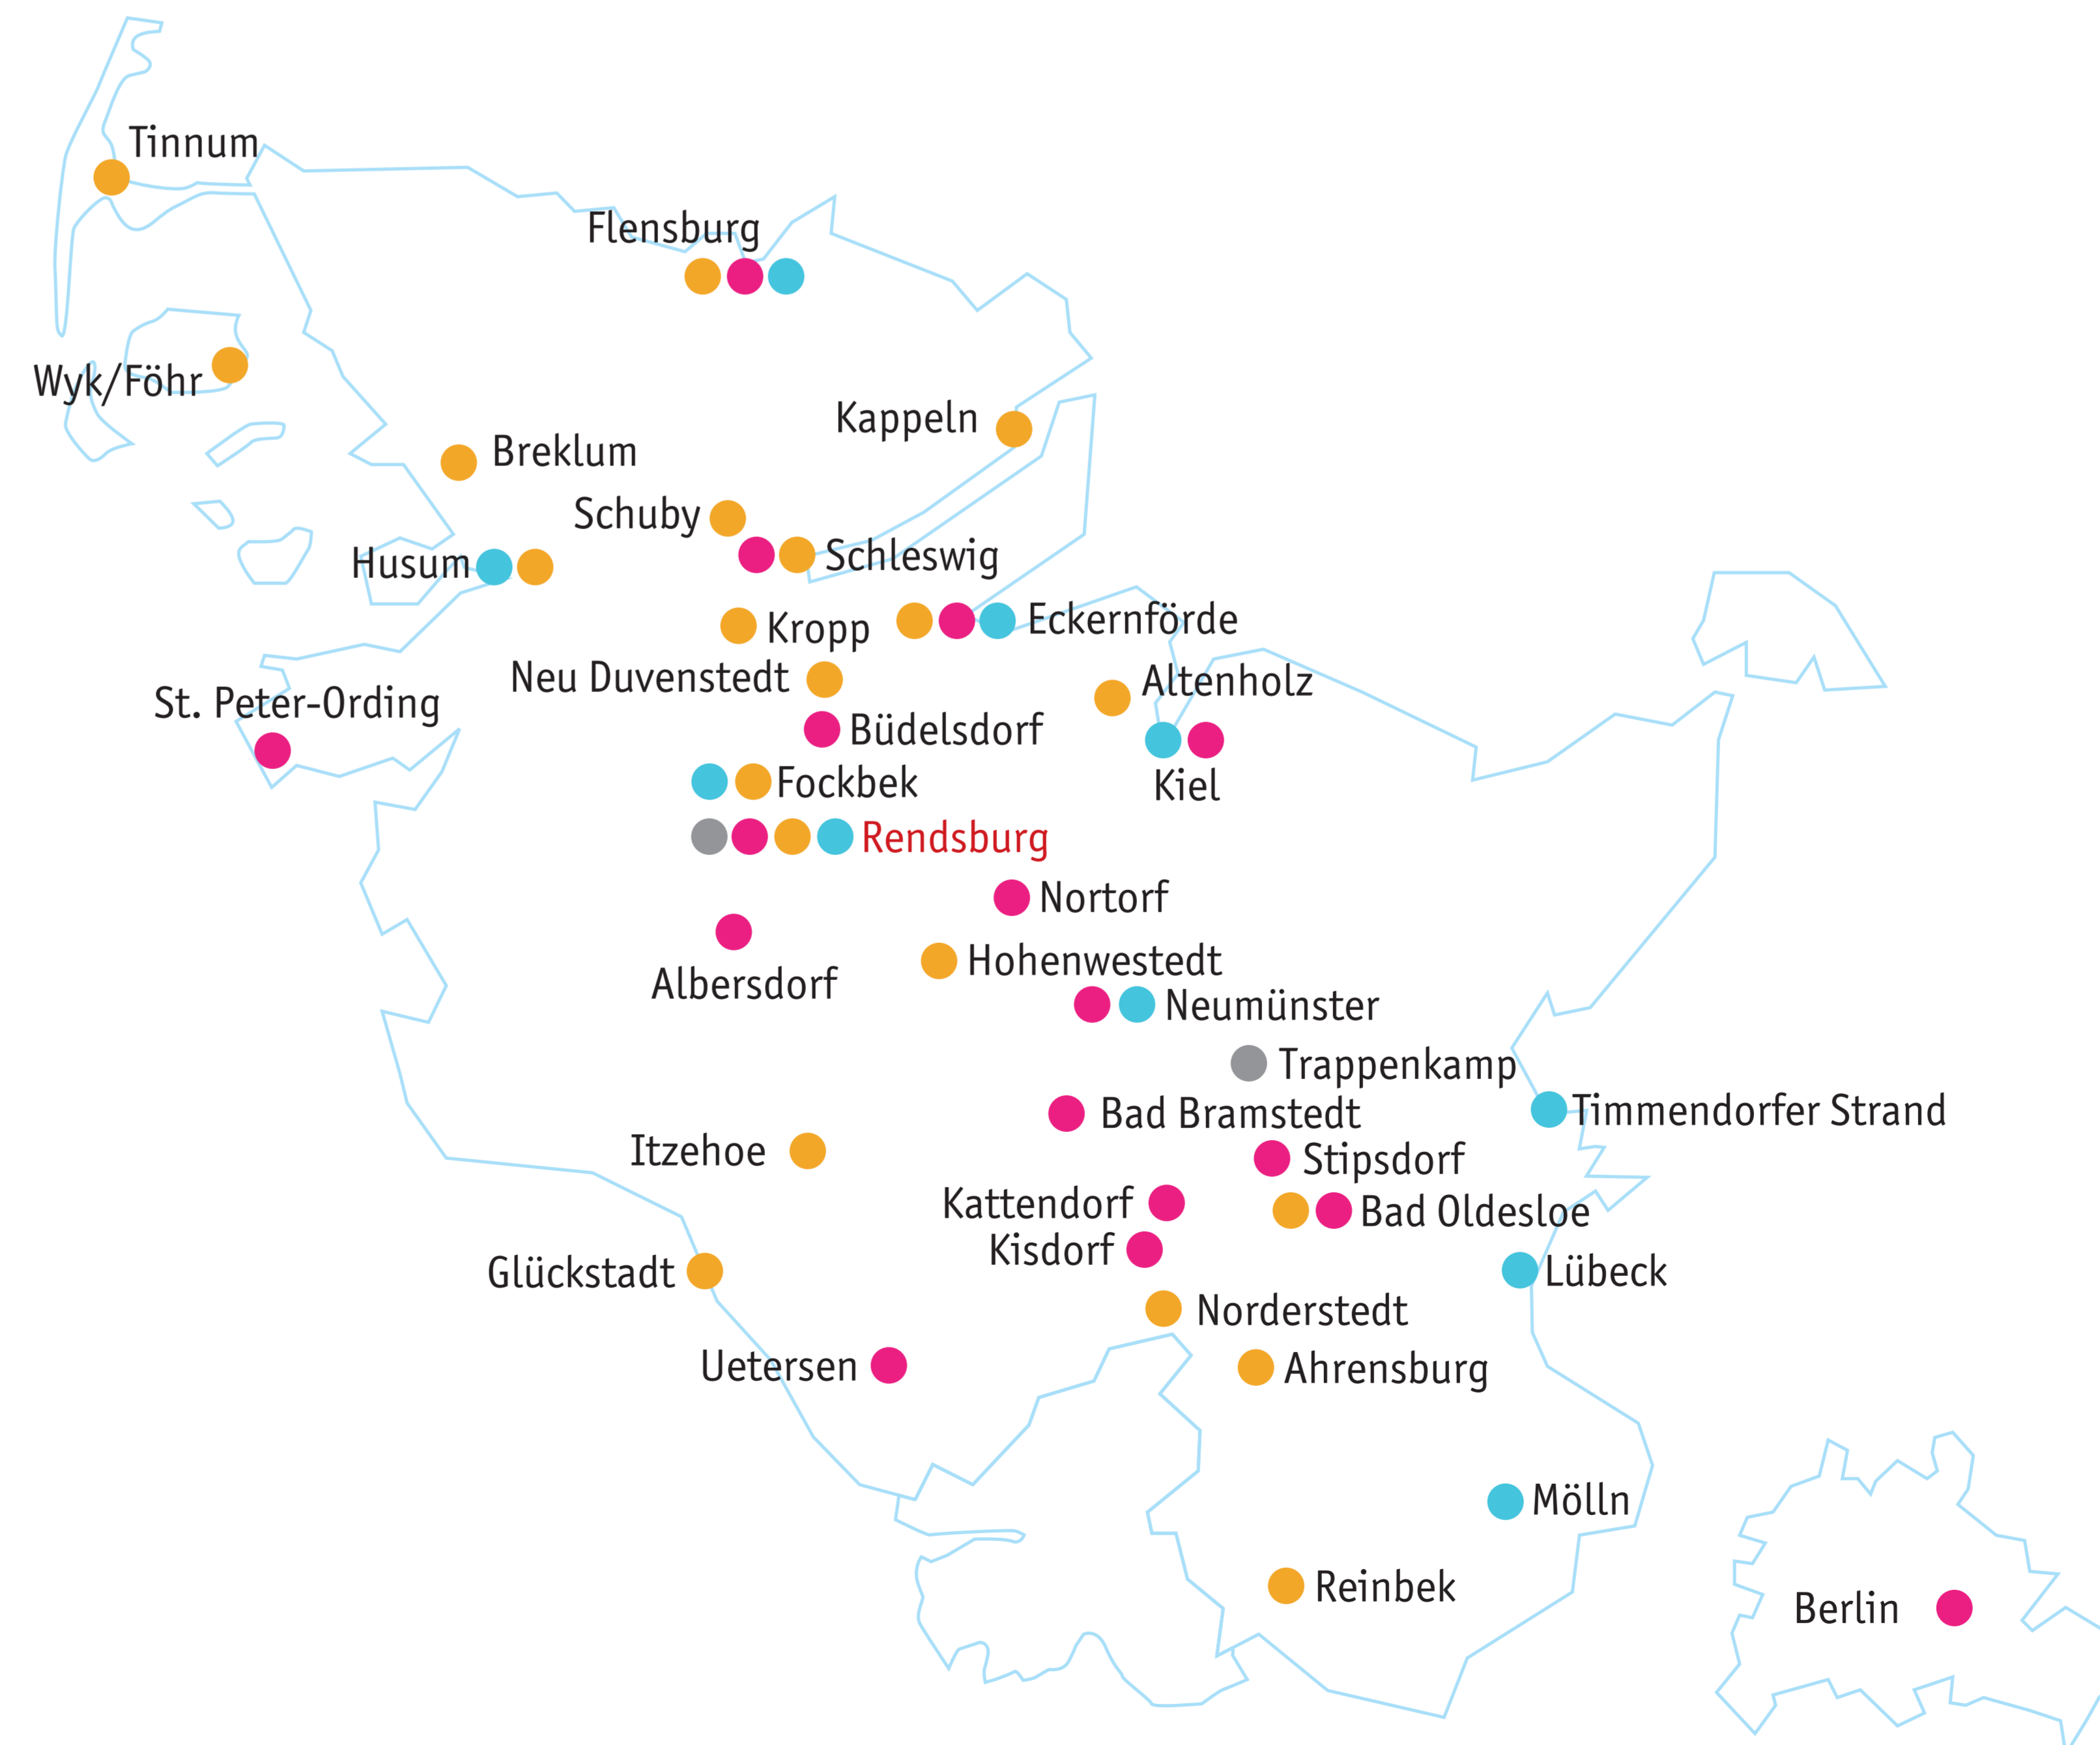 Tinnum
Flensburg
Wyk/Föhr
Kappeln
Breklum
Schuby
Schleswig
Husum
Eckernförde
Kropp
Neu Duvenstedt
Altenholz
St. Peter-Ording
Büdelsdorf
Fockbek
Kiel
Rendsburg
Nortorf
Hohenwestedt
Albersdorf
Neumünster
Trappenkamp
Timmendorfer Strand
Bad Bramstedt
Itzehoe
Stipsdorf
Kattendorf
Bad Oldesloe
Kisdorf
Glückstadt
Lübeck
Norderstedt
Uetersen
Ahrensburg
Mölln
Reinbek
Berlin